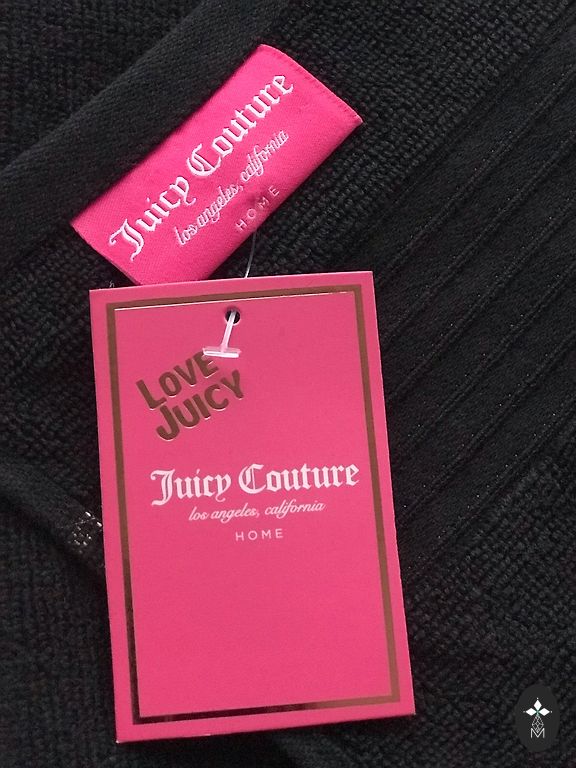 Juicy Couture
los angeles, california
HOME
LOVE
JUICY
Juicy Couture
los angeles, california
HOME
M